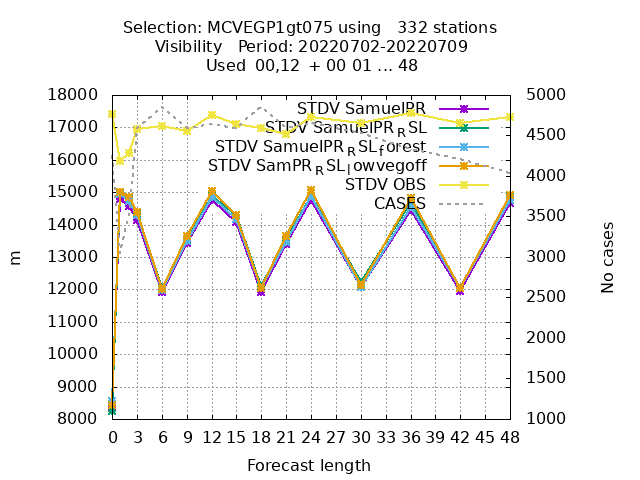 Selection: MCVEGP1gt075 using   332 stations
Visibility   Period: 20220702-20220709
Used 00,12 + 00 01 ... 48
18000
17000
16000
15000
14000
13000
12000
11000
10000
9000
8000
m
STDV SamuelPR
STDV SamuelPR_RSL
STDV SamuelPR_RSL_forest
STDV SamPR_RSL_lowvegoff
STDV OBS
CASES
5000
4500
4000
3500
3000
2500
2000
1500
1000
No cases
0 3 6 9 12 15 18 21 24 27 30 33 36 39 42 45 48
Forecast length